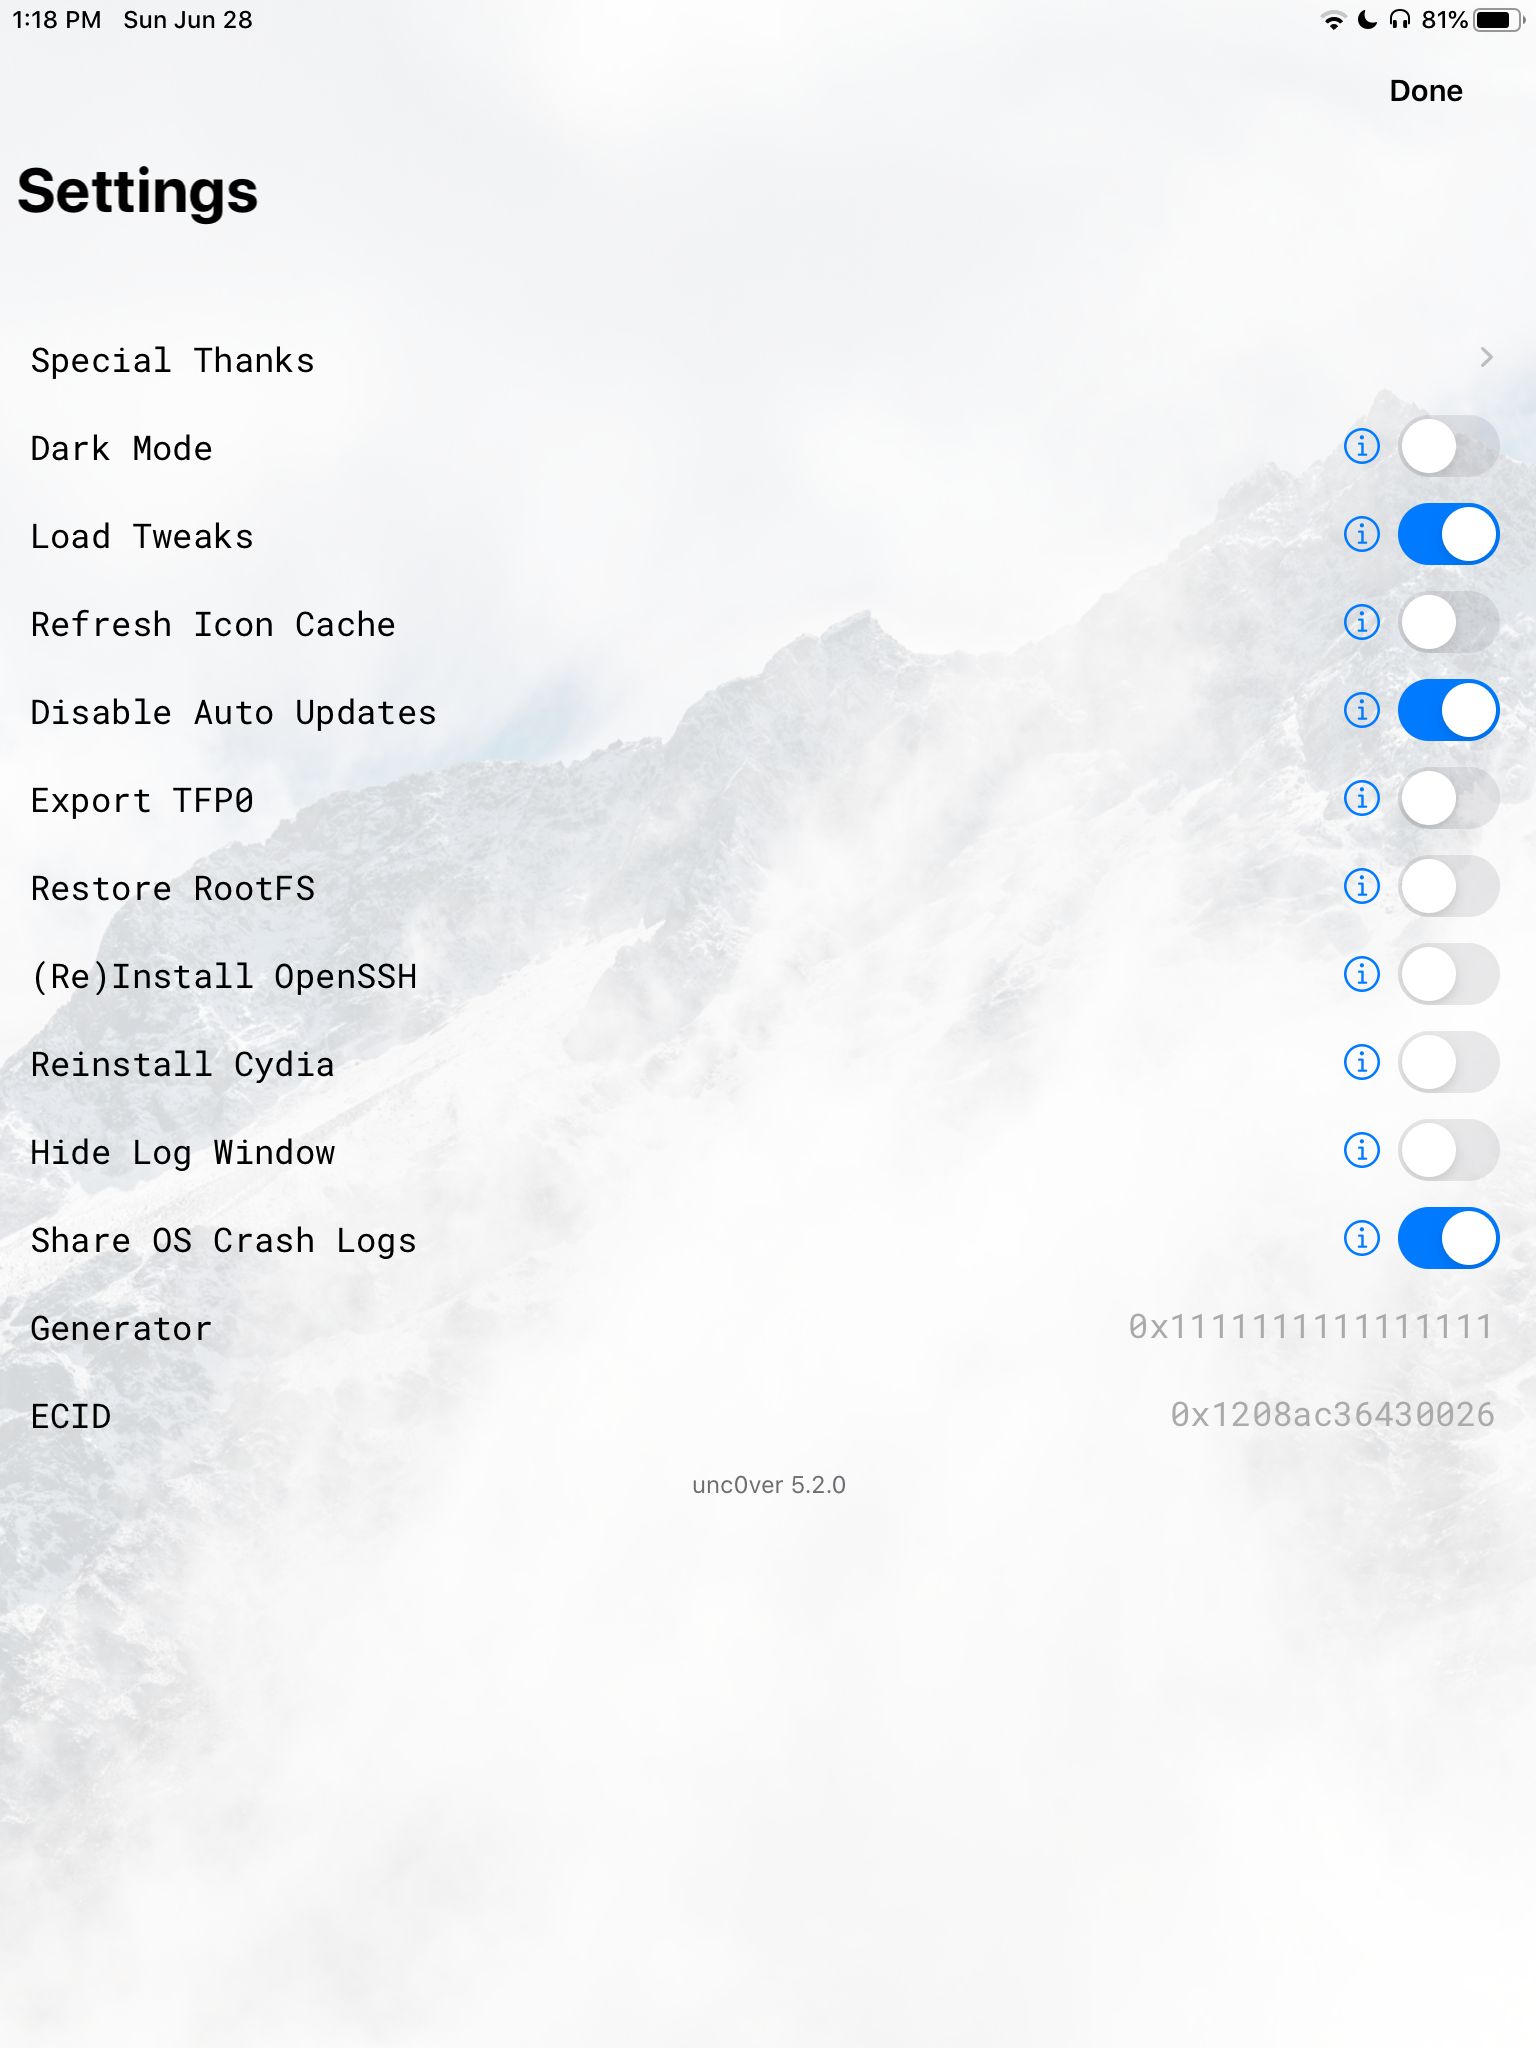 1:18 PM Sun Jun 28 81%
Done
Settings
Special Thanks
Dark Mode
Load Tweaks
Refresh Icon Cache
Disable Auto Updates
Export TFP0
Restore RootFS
(Re)Install OpenSSH
Reinstall Cydia
Hide Log Window
Share OS Crash Logs
Generator 0x1111111111111111
ECID 0x1208ac36430026
unc0ver 5.2.0